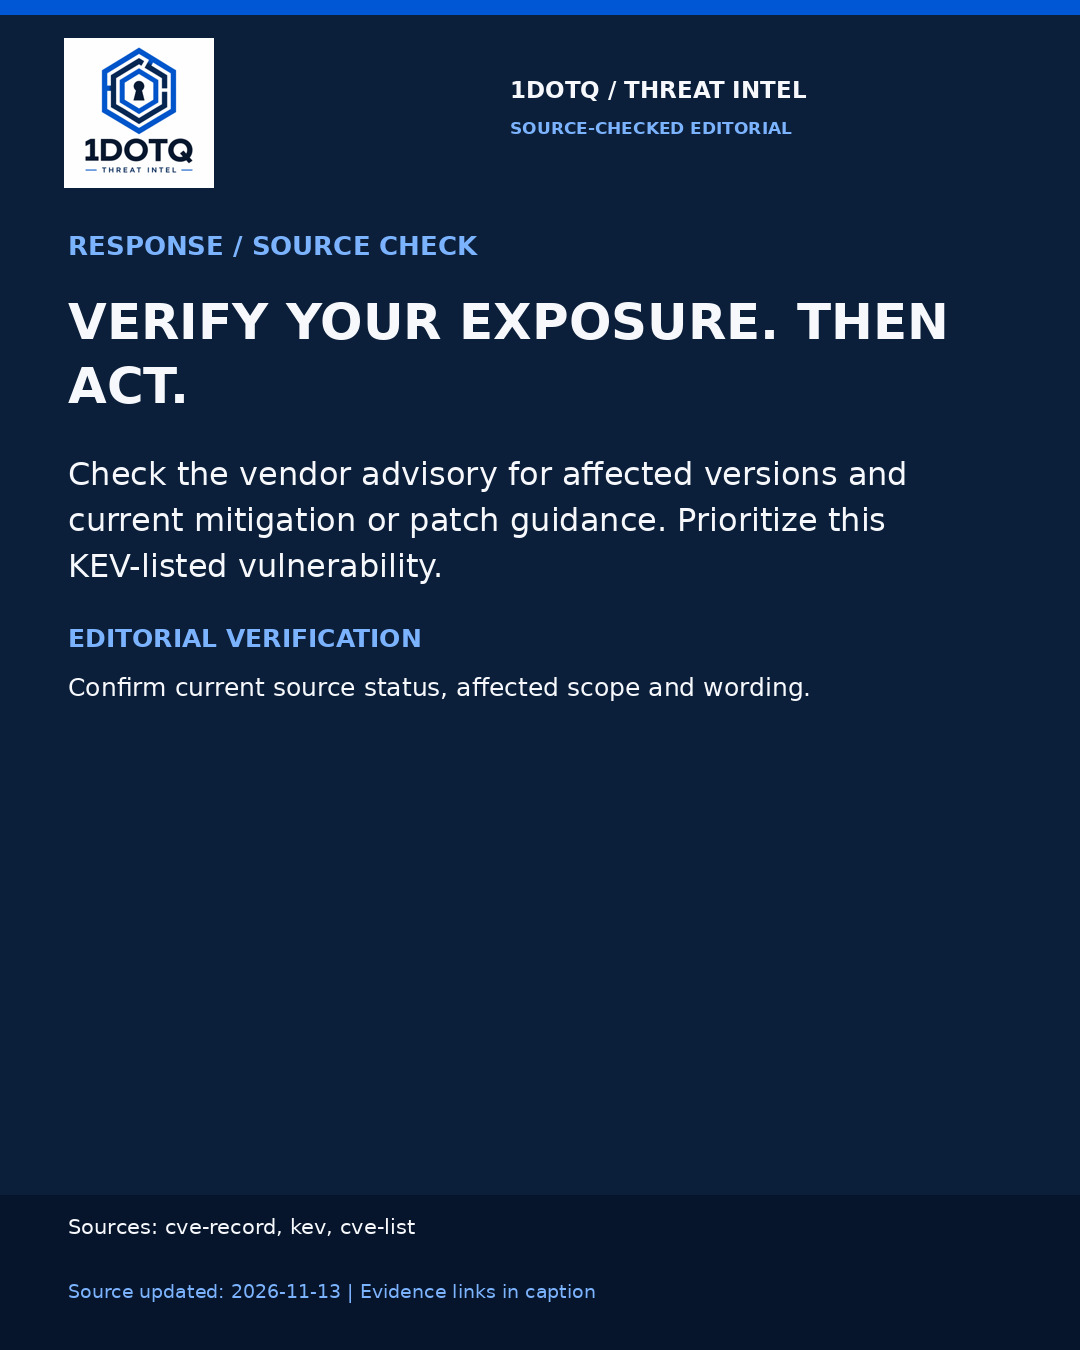 1DOTQ
THREAT INTEL
1DOTQ / THREAT INTEL
SOURCE-CHECKED EDITORIAL
RESPONSE / SOURCE CHECK
VERIFY YOUR EXPOSURE. THEN
ACT.
Check the vendor advisory for affected versions and
current mitigation or patch guidance. Prioritize this
KEV-listed vulnerability.
EDITORIAL VERIFICATION
Confirm current source status, affected scope and wording.
Sources: cve-record, kev, cve-list
Source updated: 2026-11-13 | Evidence links in caption